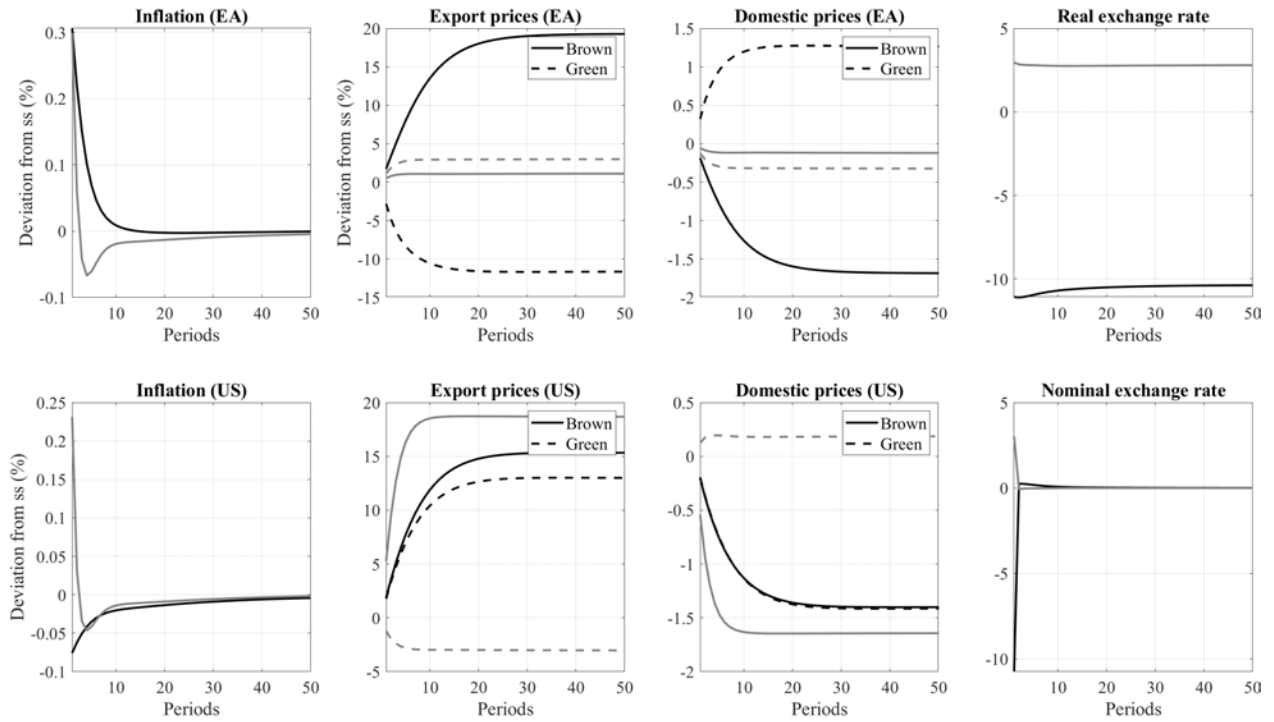 Inflation (EA)
Deviation from ss (%)
0.3
0.2
0.1
0
-0.1
10 20 30 40 50
Periods
Export prices (EA)
Deviation from ss (%)
20
15
10
5
0
-5
-10
-15
10 20 30 40 50
Periods
Brown
Green
Domestic prices (EA)
1.5
1
0.5
0
-0.5
-1
-1.5
-2
10 20 30 40 50
Periods
Brown
Green
Real exchange rate
5
0
-5
-10
10 20 30 40 50
Periods
Inflation (US)
Deviation from ss (%)
0.25
0.2
0.15
0.1
0.05
0
-0.05
-0.1
10 20 30 40 50
Periods
Export prices (US)
Deviation from ss (%)
20
15
10
5
0
-5
10 20 30 40 50
Periods
Brown
Green
Domestic prices (US)
0.5
0
-0.5
-1
-1.5
-2
10 20 30 40 50
Periods
Brown
Green
Nominal exchange rate
5
0
-5
-10
10 20 30 40 50
Periods